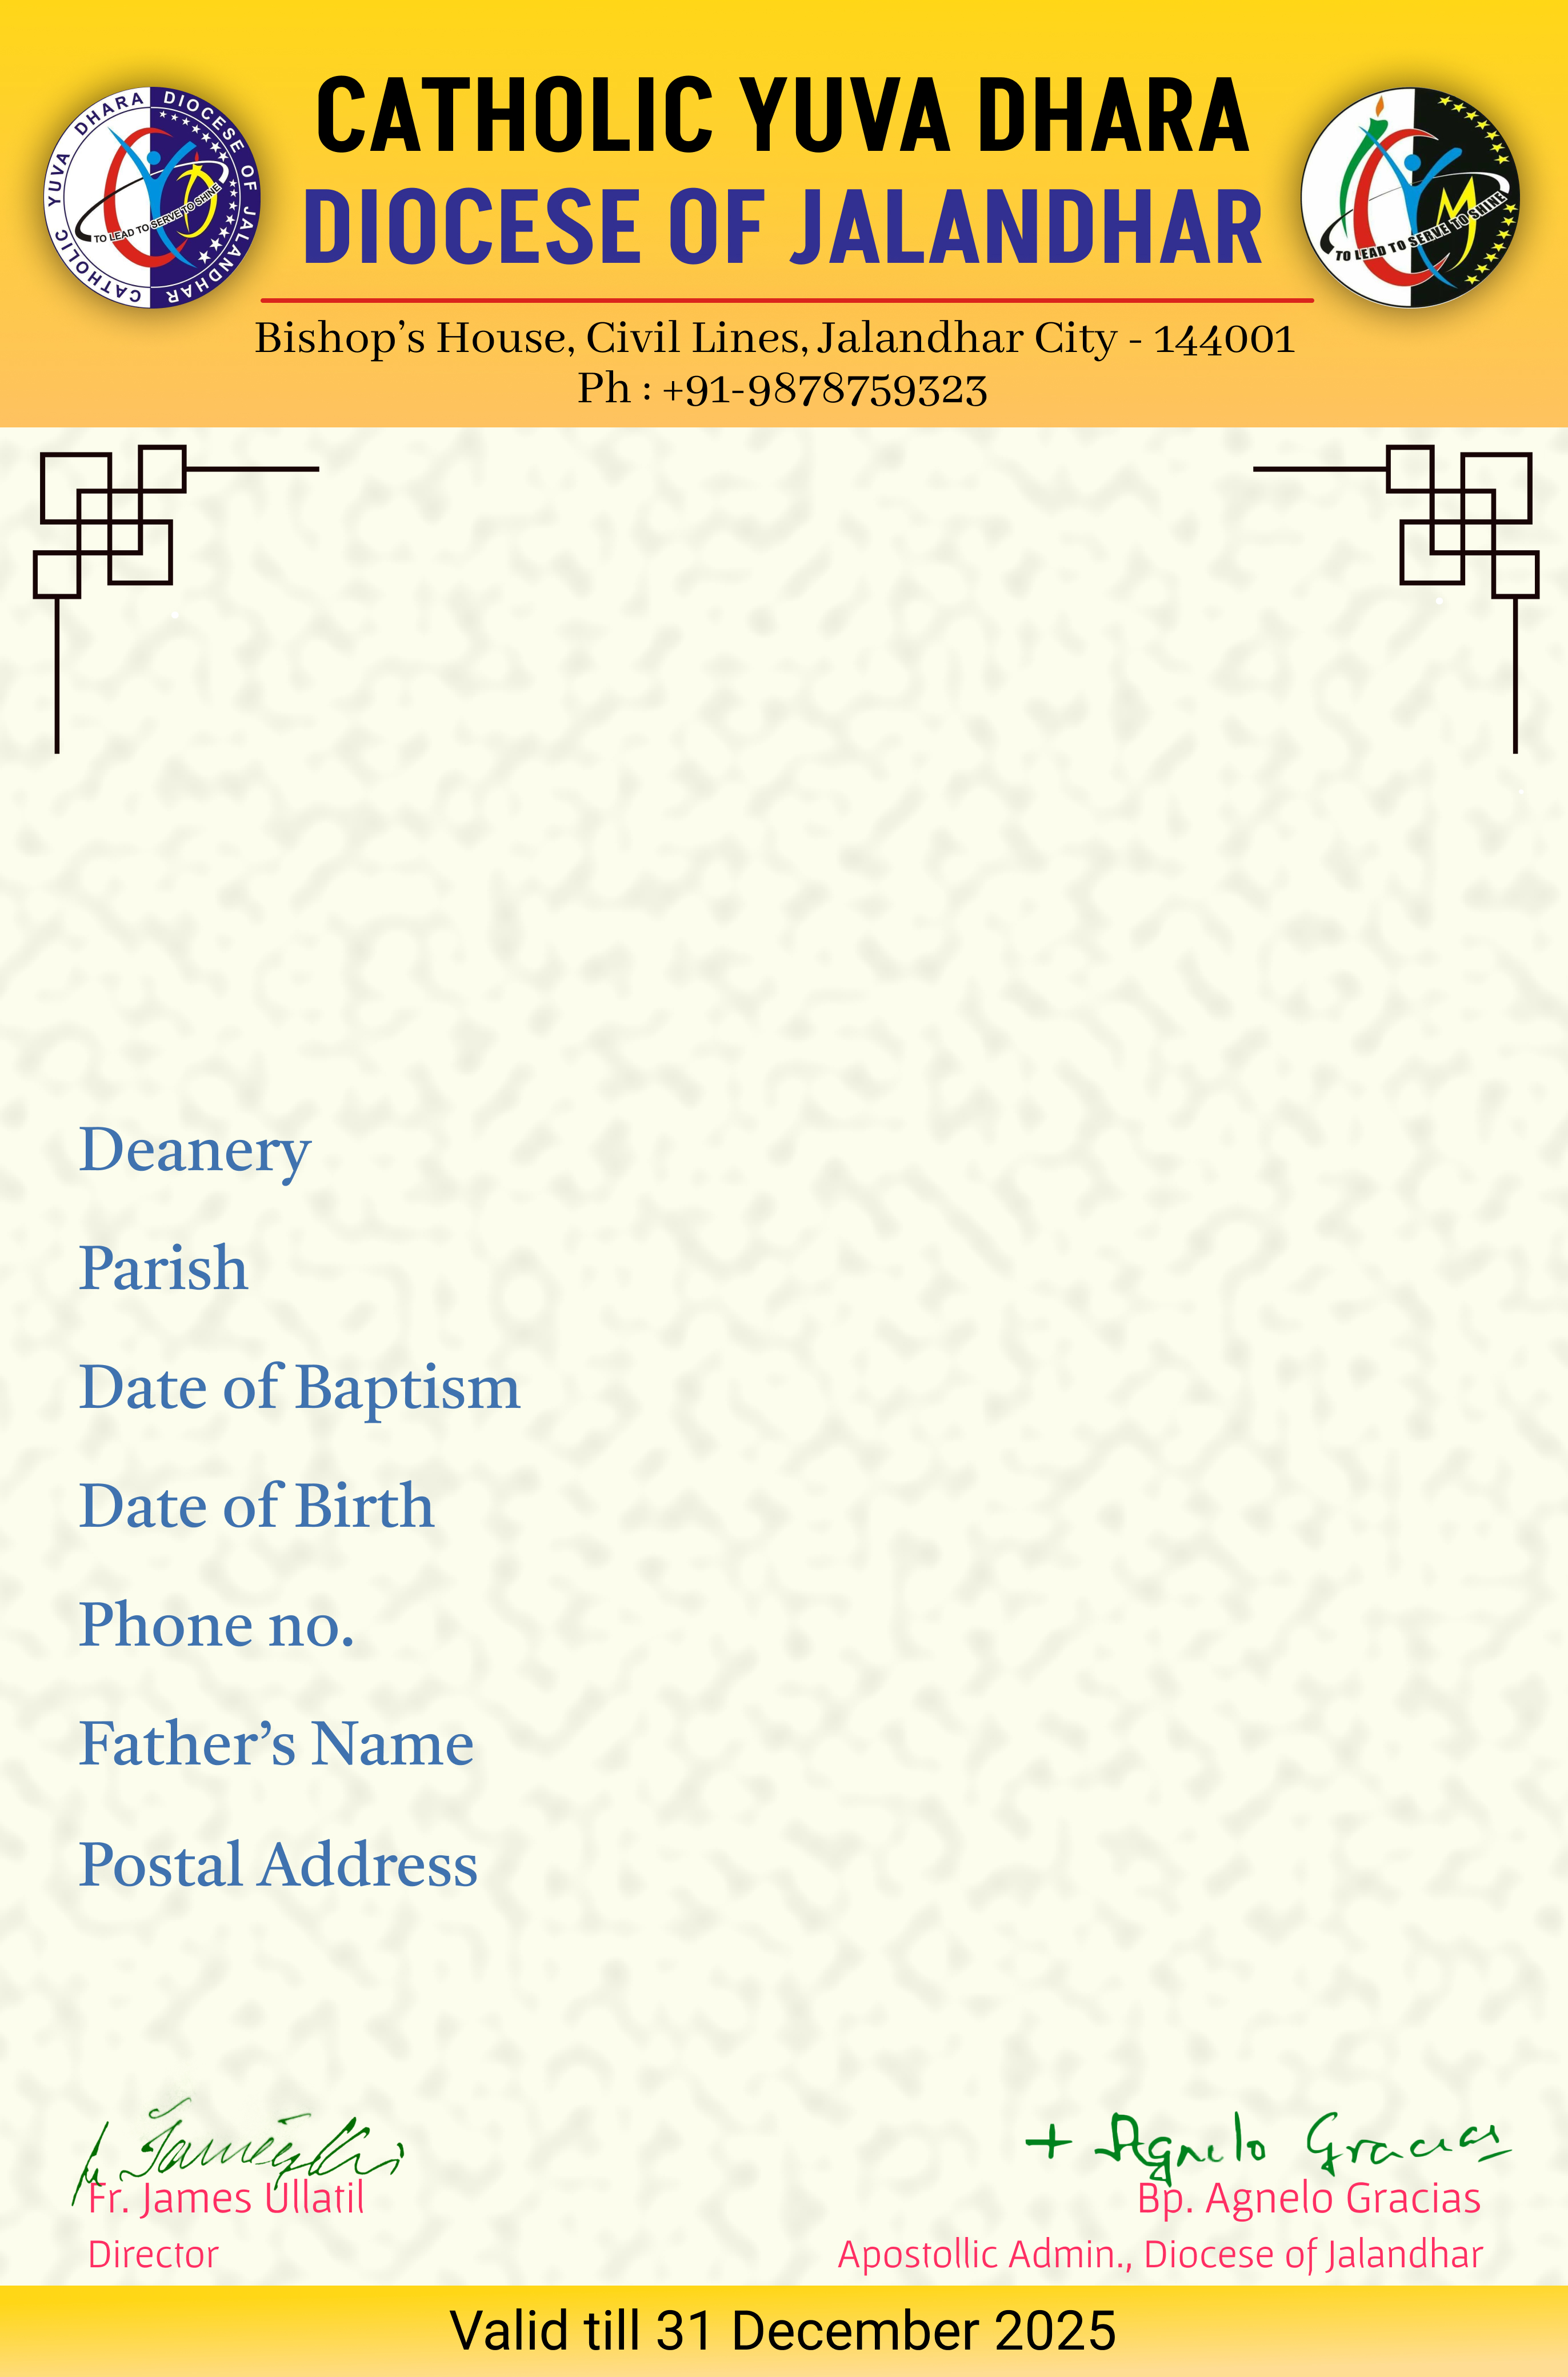 CATHOLIC YUVA DHARA DIOCESE OF JALANDHAR
TO LEAD TO SERVE TO SHINE
CATHOLIC YUVA DHARA
DIOCESE OF JALANDHAR
TO LEAD TO SERVE TO SHINE
Bishop’s House, Civil Lines, Jalandhar City - 144001
Ph : +91-9878759323
Deanery
Parish
Date of Baptism
Date of Birth
Phone no.
Father’s Name
Postal Address
+ Agnelo Gracias
Fr. James Ullatil
Bp. Agnelo Gracias
Director
Apostollic Admin., Diocese of Jalandhar
Valid till 31 December 2025